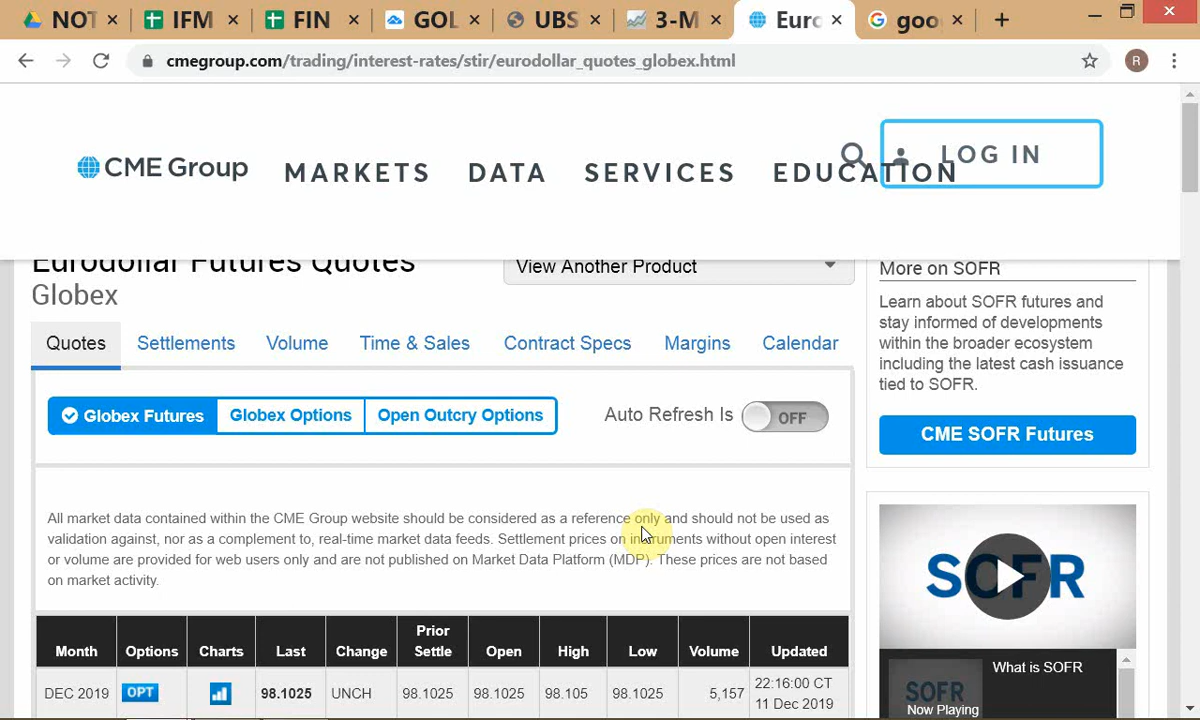 NOT
IFM
FIN
GOL
UBS
3-M
Euro
goo
cmegroup.com/trading/interest-rates/stir/eurodollar_quotes_globex.html
R
CME Group
MARKETS
DATA
SERVICES
EDUCATION
LOG IN
Eurodollar Futures Quotes
Globex
View Another Product
Quotes
Settlements
Volume
Time & Sales
Contract Specs
Margins
Calendar
Globex Futures
Globex Options
Open Outcry Options
Auto Refresh Is
OFF
All market data contained within the CME Group website should be considered as a reference only and should not be used as
validation against, nor as a complement to, real-time market data feeds. Settlement prices on instruments without open interest
or volume are provided for web users only and are not published on Market Data Platform (MDP). These prices are not based
on market activity.
Month
Options
Charts
Last
Change
Prior
Settle
Open
High
Low
Volume
Updated
DEC 2019
OPT
98.1025
UNCH
98.1025
98.1025
98.105
98.1025
5,157
22:16:00 CT
11 Dec 2019
More on SOFR
Learn about SOFR futures and
stay informed of developments
within the broader ecosystem
including the latest cash issuance
tied to SOFR.
CME SOFR Futures
SOFR
SOFR
Now Playing
What is SOFR